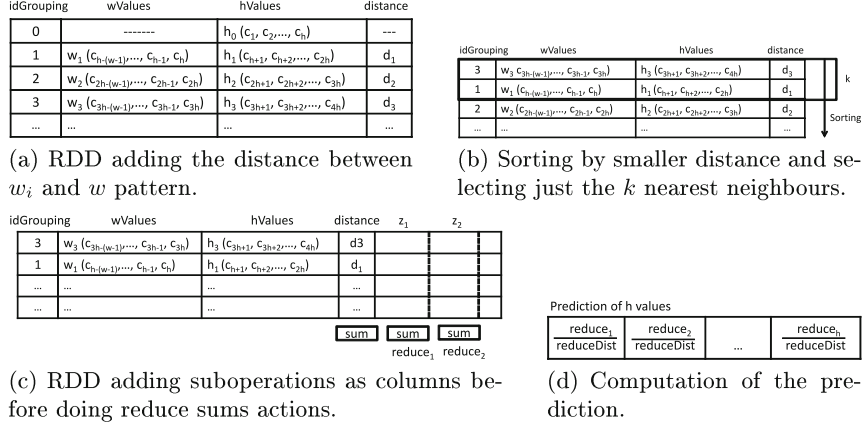 idGrouping wValues hValues distance
0 ------- h0 (c1, c2,..., ch) ---
1 w1 (ch-(w-1),..., ch-1, ch) h1 (ch+1, ch+2,..., c2h) d1
2 w2 (c2h-(w-1),..., c2h-1, c2h) h2 (c2h+1, c2h+2,..., c3h) d2
3 w3 (c3h-(w-1),..., c3h-1, c3h) h3 (c3h+1, c3h+2,..., c4h) d3
... ... ... ...
(a) RDD adding the distance between
wi and w pattern.
idGrouping wValues hValues distance
3 w3 c3h-(w-1),..., c3h-1, c3h) h3 (c3h+1, c3h+2,..., c4h) d3
k
1 w1 (ch-(w-1),..., ch-1, ch) h1(ch+1, ch+2,..., c2h) d1
2 w2(c2h-(w-1),..., c2h-1, c2h) h2 (c2h+1, c2h+2,..., c3h) d2
Sorting
... ... ... ...
(b) Sorting by smaller distance and se-
lecting just the k nearest neighbours.
idGrouping wValues hValues distance z1 z2
3 w3 (c3h-(w-1),..., c3h-1, c3h) h3 (c3h+1, c3h+2,..., c4h) d3
1 w1 (ch-(w-1),..., ch-1, ch) h1(ch+1, ch+2,..., c2h) d1
... ... ... ...
... ... ... ...
sum sum sum
reduce1 reduce2
(c) RDD adding suboperations as columns be-
fore doing reduce sums actions.
Prediction of h values
reduce1 reduce2 ... reduceh
reduceDist reduceDist reduceDist
(d) Computation of the pre-
diction.